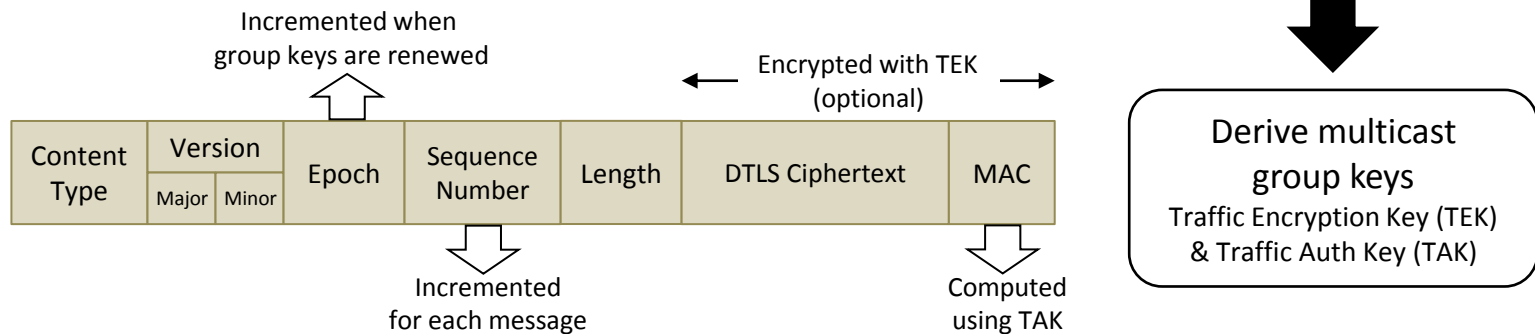 Incremented when
group keys are renewed
Encrypted with TEK
(optional)
Content
Type
Version
Major
Minor
Epoch
Sequence
Number
Length
DTLS Ciphertext
MAC
Incremented
for each message
Computed
using TAK
Derive multicast
group keys
Traffic Encryption Key (TEK)
& Traffic Auth Key (TAK)